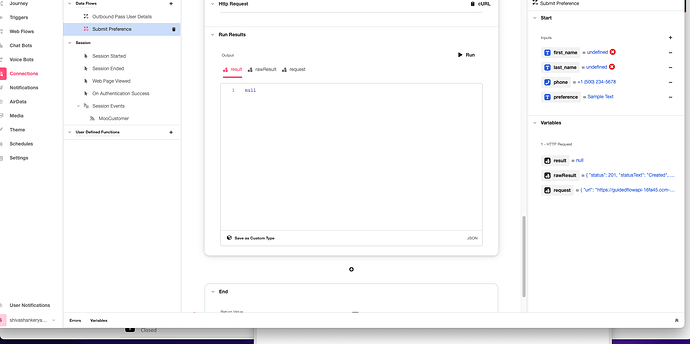 Journey
Triggers
Web Flows
Chat Bots
Voice Bots
Connections
Notifications
AirData
Media
Theme
Schedules
Settings
User Notifications
shivashankerya...
Data Flows
Outbound Pass User Details
Submit Preference
Session
Session Started
Session Ended
Web Page Viewed
On Authentication Success
Session Events
MooCustomer
User Defined Functions
Errors Variables
Http Request cURL
Run Results
Output Run
result rawResult request
1 null
Save as Custom Type JSON
End
Return Value
Submit Preference
Start
Inputs
first_name = undefined
last_name = undefined
phone = +1 (500) 234-5678
preference = Sample Text
Variables
1 - HTTP Request
result = null
rawResult = { "status": 201, "statusText": "Created", ...
request = { "url": "https://guidedflowapi-16fa45.ccm-...
Closed